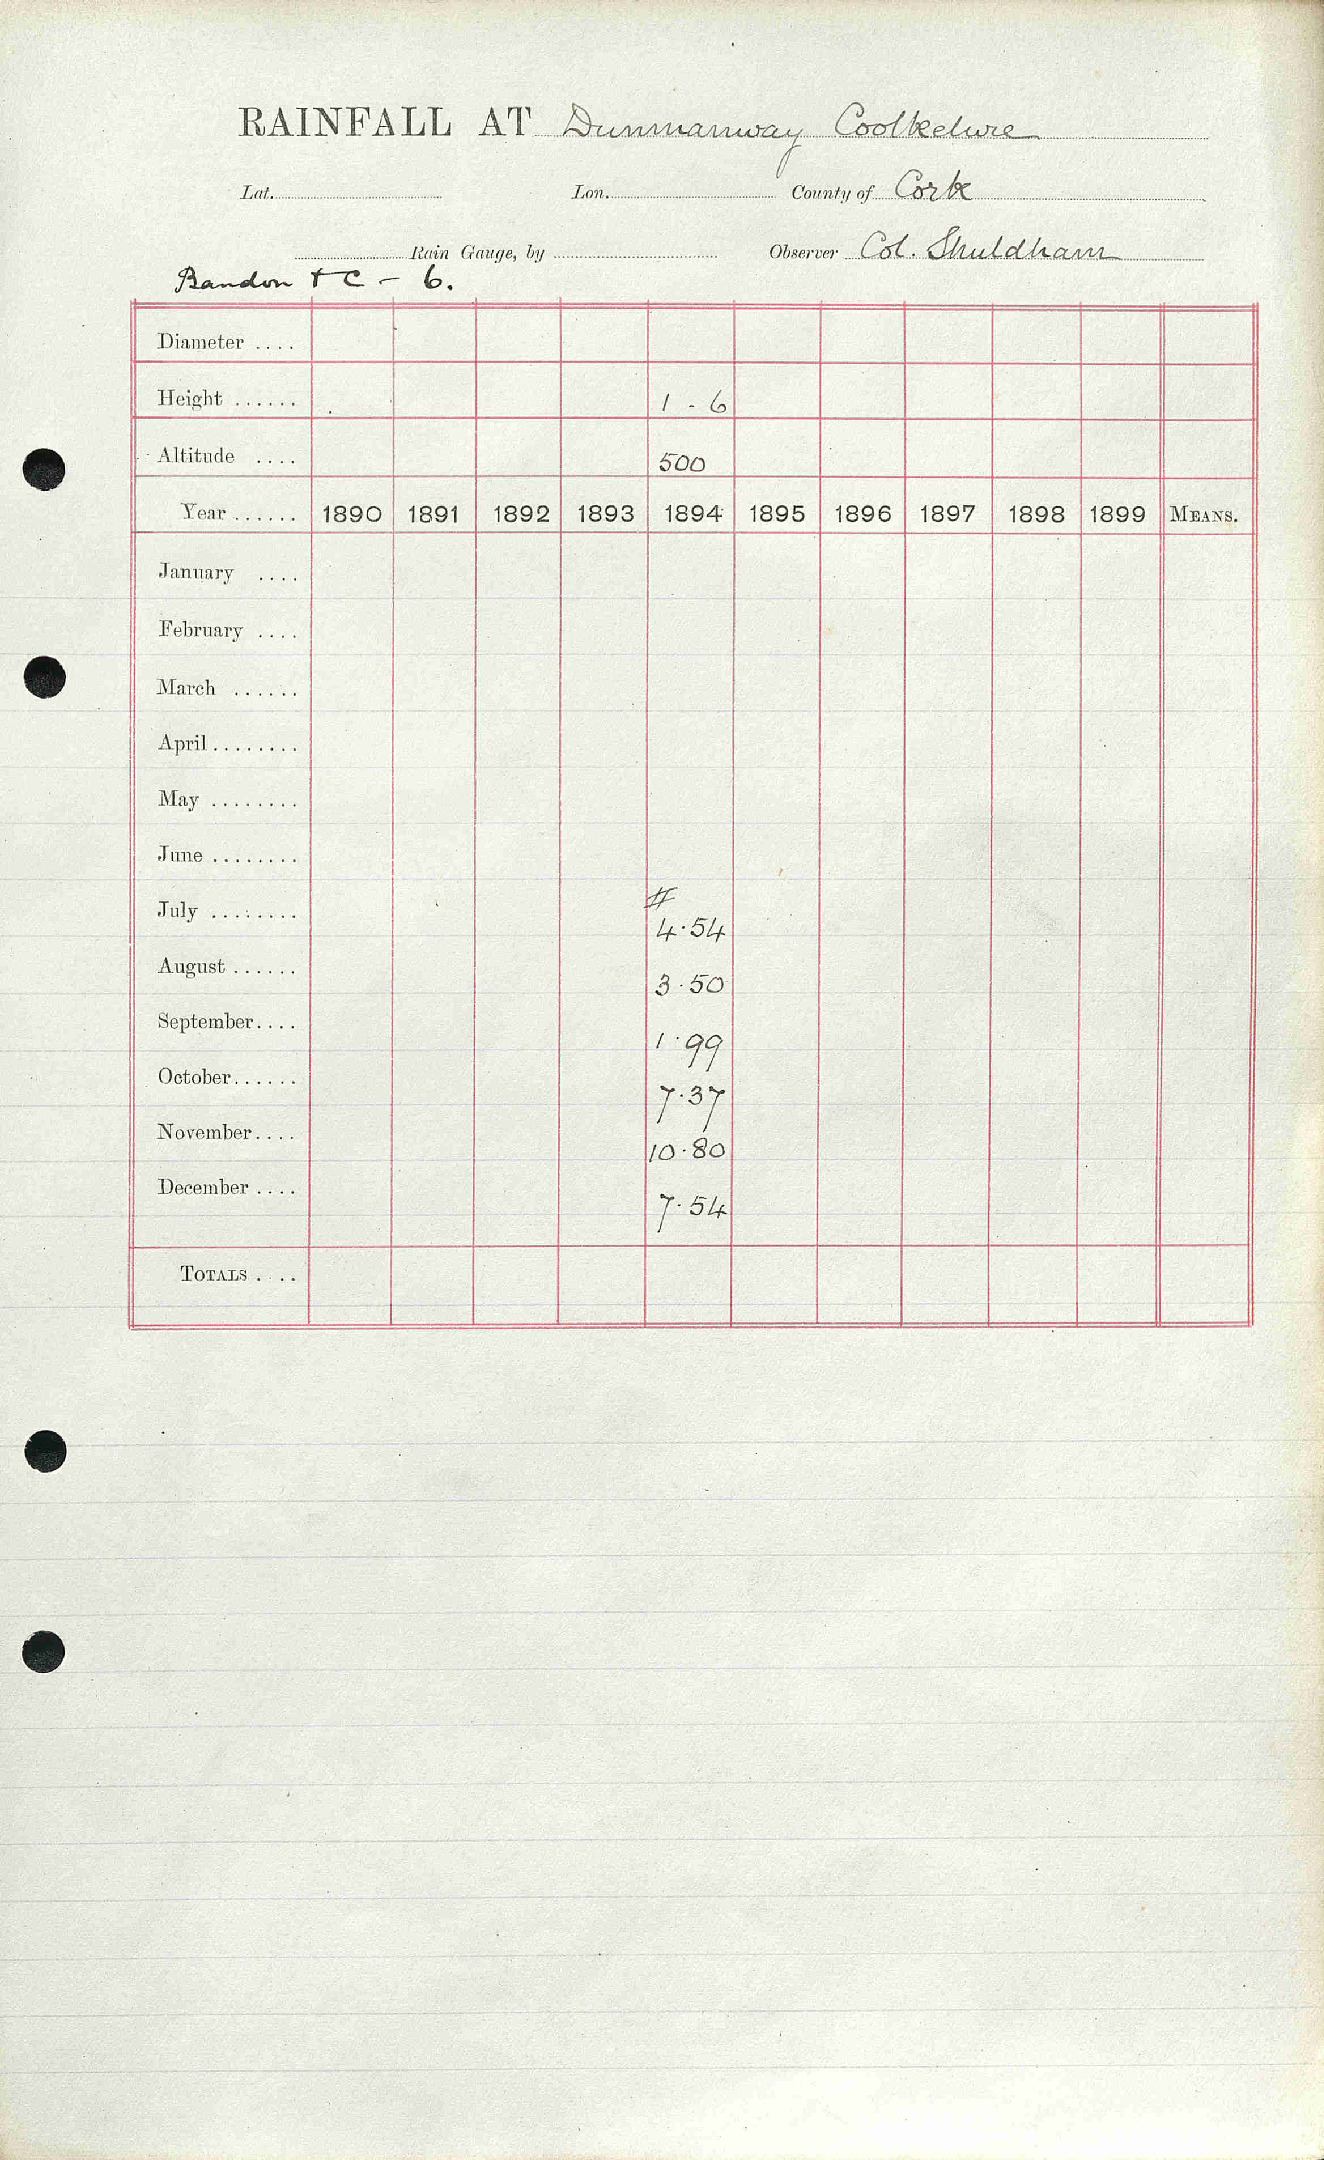 RAINFALL AT Dunmanway Coolkelure
Lat. Lon. County of Cork
Rain Gauge, by Observer Col. Shuldham
Bandon + C - 6.
Diameter ....
Height ...... 1 - 6
Altitude .... 500
Year ...... 1890 1891 1892 1893 1894 1895 1896 1897 1898 1899 MEANS.
January ....
February ....
March ......
April ........
May ........
June ........
#
July ........ 4.54
August ...... 3.50
September.... 1.99
October...... 7.37
November.... 10.80
December .... 7.54
TOTALS ....